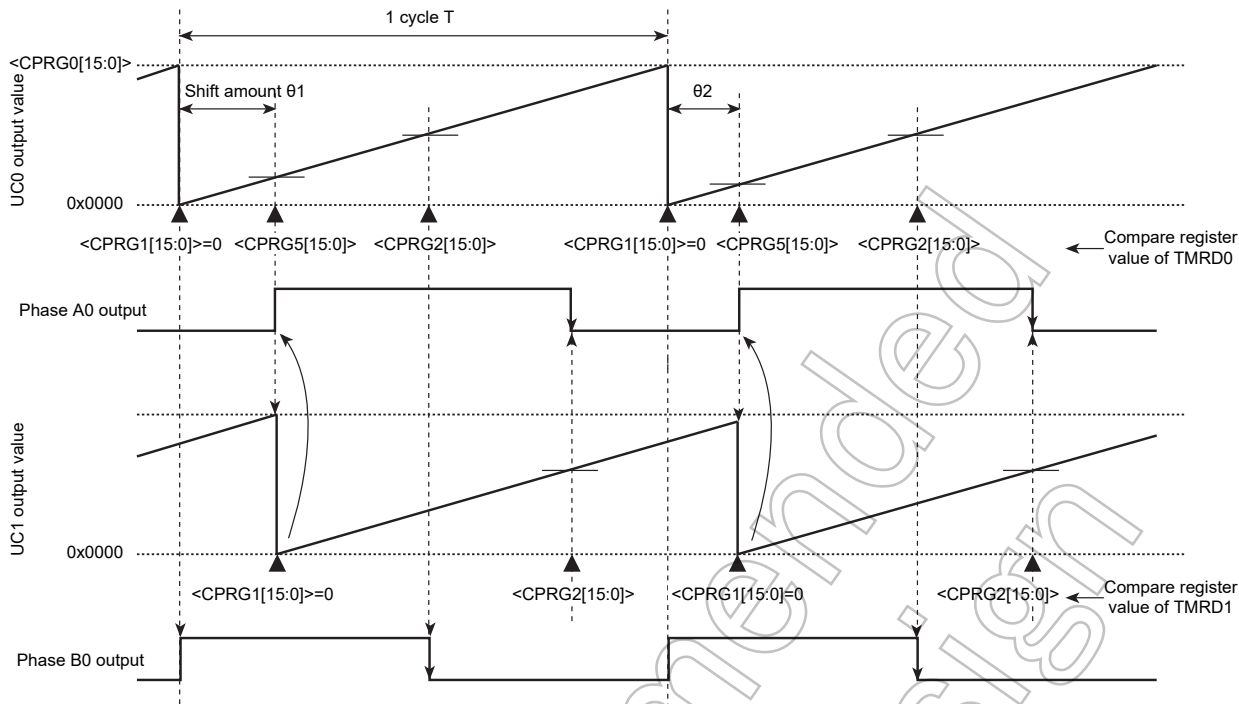 1 cycle T
<CPRG0[15:0]>
Shift amount θ1
θ2
UC0 output value
0x0000
<CPRG1[15:0]>=0
<CPRG5[15:0]>
<CPRG2[15:0]>
<CPRG1[15:0]>=0
<CPRG5[15:0]>
<CPRG2[15:0]>
Compare register
value of TMRD0
Phase A0 output
UC1 output value
0x0000
<CPRG1[15:0]>=0
<CPRG2[15:0]>
<CPRG1[15:0]=0
<CPRG2[15:0]>
Compare register
value of TMRD1
Phase B0 output